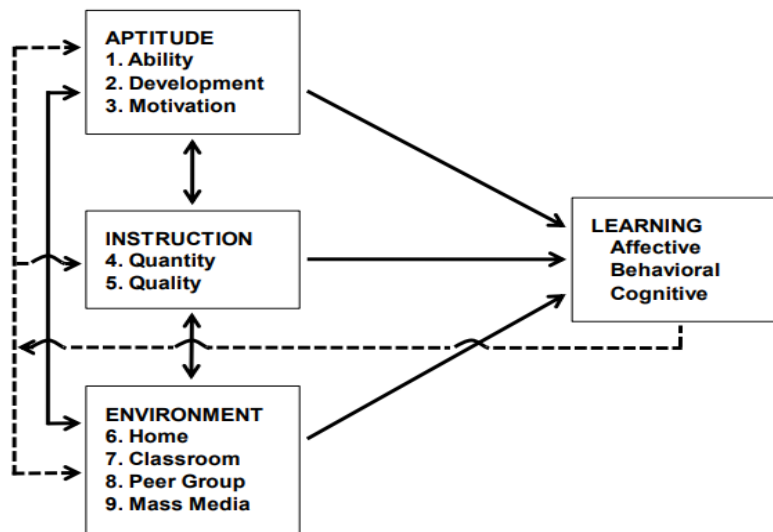 APTITUDE
1. Ability
2. Development
3. Motivation
INSTRUCTION
4. Quantity
5. Quality
ENVIRONMENT
6. Home
7. Classroom
8. Peer Group
9. Mass Media
LEARNING
Affective
Behavioral
Cognitive